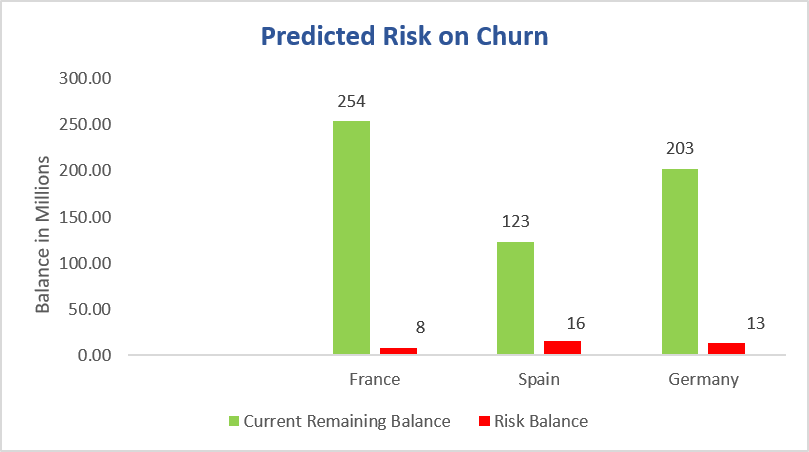 Predicted Risk on Churn
Balance in Millions
300.00
250.00
200.00
150.00
100.00
50.00
0.00
254
8
123
16
203
13
France
Spain
Germany
Current Remaining Balance
Risk Balance